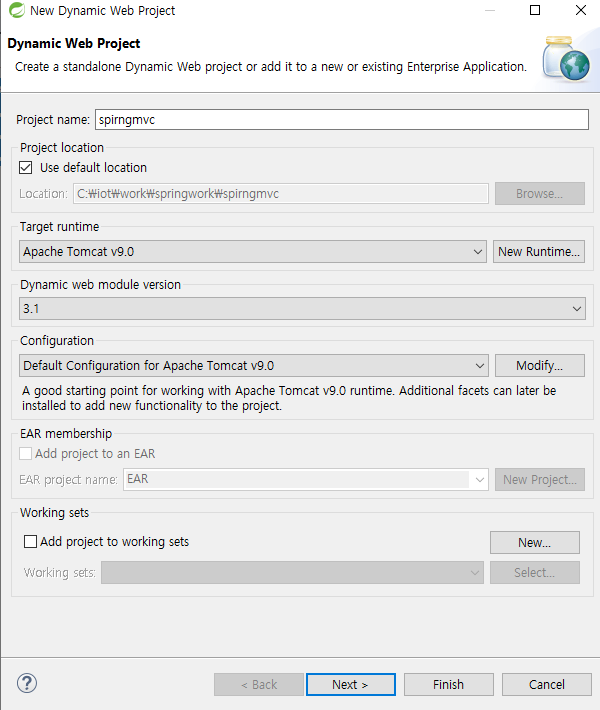 New Dynamic Web Project
Dynamic Web Project
Create a standalone Dynamic Web project or add it to a new or existing Enterprise Application.
Project name: spirngmvc
Project location
Use default location
Location: C:₩iot₩work₩springwork₩spirngmvc Browse...
Target runtime
Apache Tomcat v9.0 New Runtime...
Dynamic web module version
3.1
Configuration
Default Configuration for Apache Tomcat v9.0 Modify...
A good starting point for working with Apache Tomcat v9.0 runtime. Additional facets can later be
installed to add new functionality to the project.
EAR membership
Add project to an EAR
EAR project name: EAR New Project...
Working sets
Add project to working sets New...
Working sets: Select...
? < Back Next > Finish Cancel